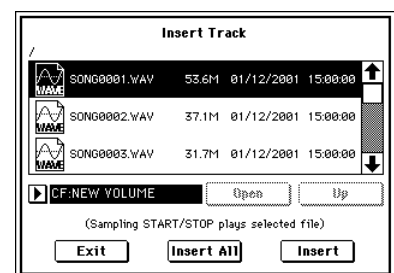 Insert Track
/
WAVE SONG0001.WAV 53.6M 01/12/2001 15:00:00
WAVE SONG0002.WAV 37.1M 01/12/2001 15:00:00
WAVE SONG0003.WAV 31.7M 01/12/2001 15:00:00
CF:NEW VOLUME Open Up
(Sampling START/STOP plays selected file)
Exit Insert All Insert